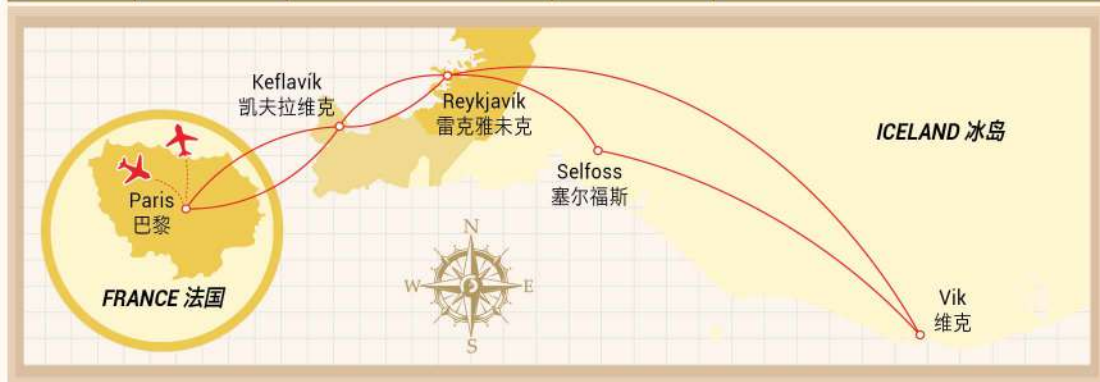 Keflavík
凯夫拉维克
Reykjavík
雷克雅未克
ICELAND 冰岛
Selfoss
塞尔福斯
Paris
巴黎
FRANCE 法国
N
W
E
S
Vik
维克